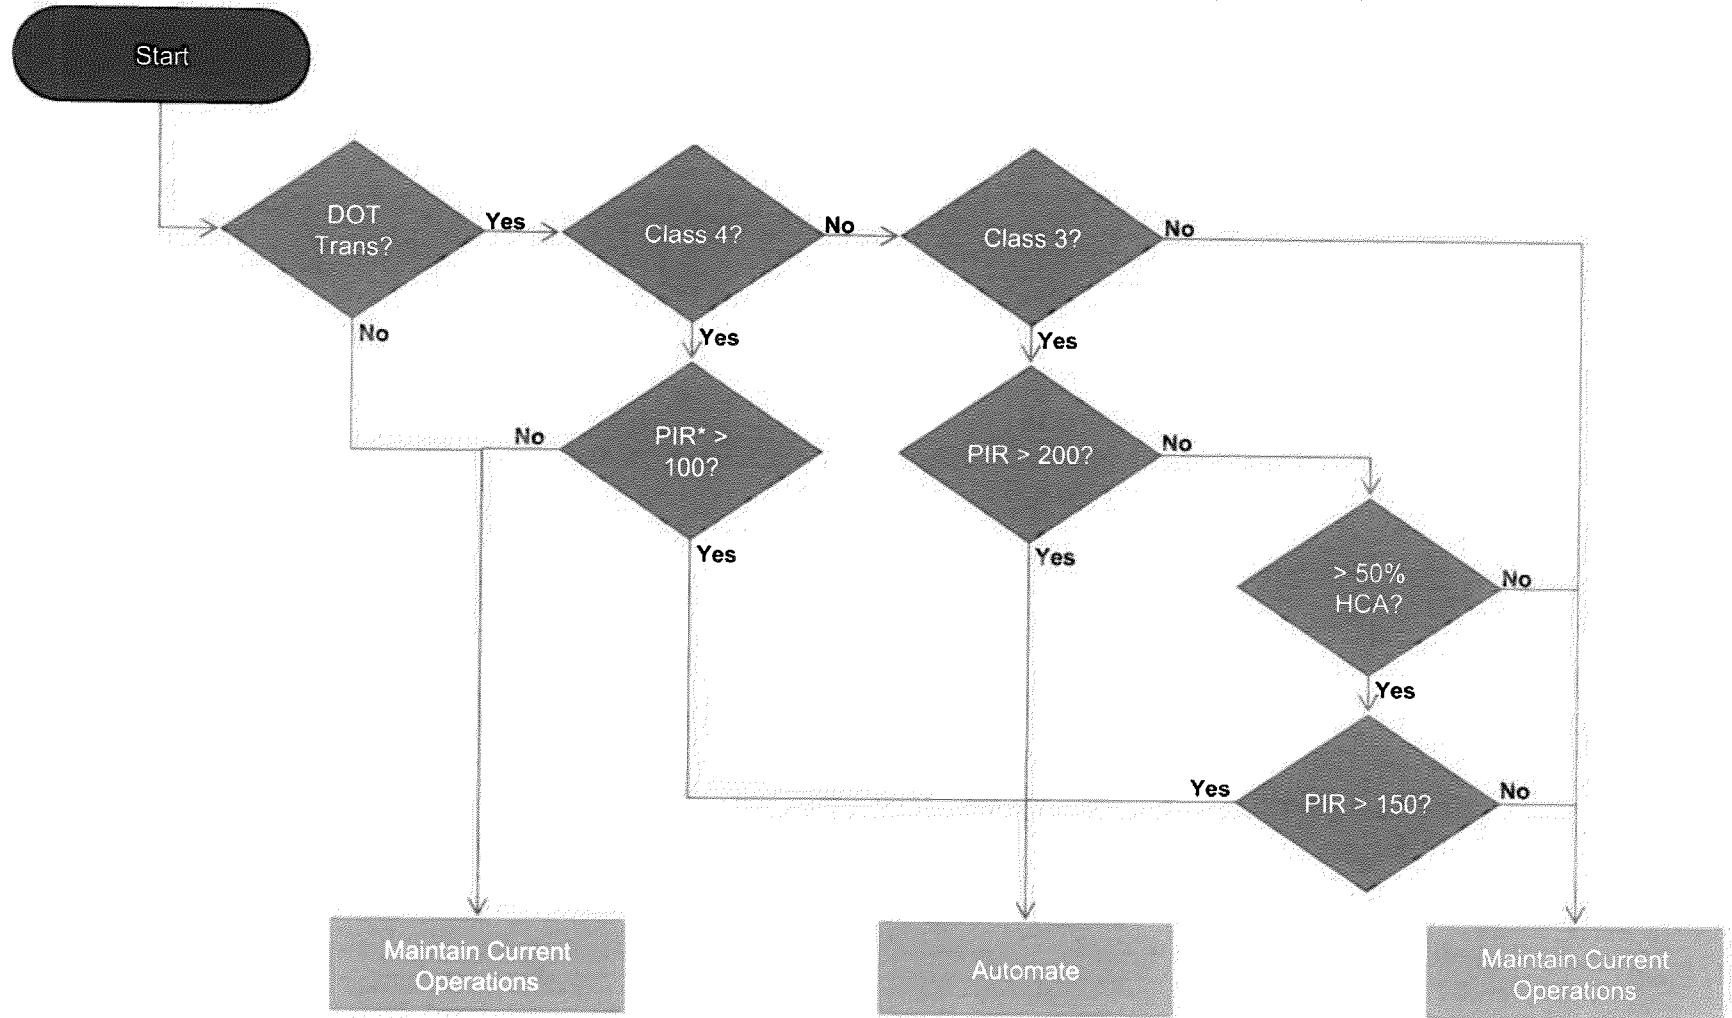 Start
DOT
Trans?
Yes
Class 4?
No
Class 3?
No
No
Yes
Yes
No
PIR* >
100?
PIR > 200?
No
Yes
Yes
> 50%
HCA?
No
Yes
Yes
PIR > 150?
No
Maintain Current
Operations
Automate
Maintain Current
Operations